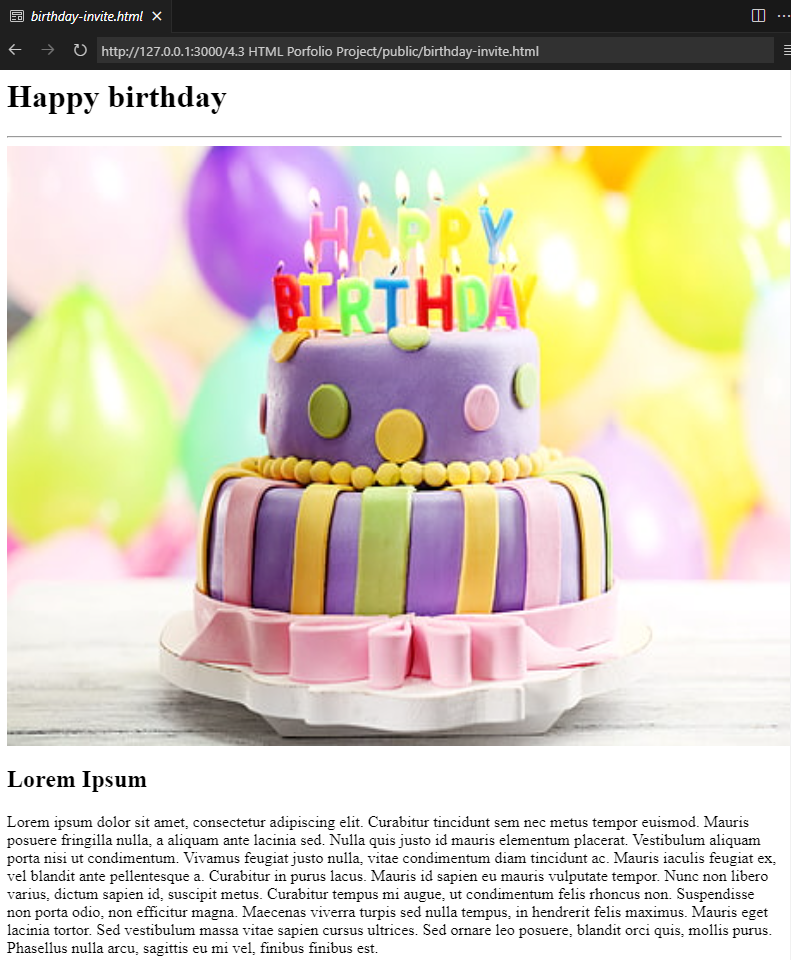 birthday-invite.html
http://127.0.0.1:3000/4.3 HTML Porfolio Project/public/birthday-invite.html
Happy birthday
HAPPY
BIRTHDAY
Lorem Ipsum
Lorem ipsum dolor sit amet, consectetur adipiscing elit. Curabitur tincidunt sem nec metus tempor euismod. Mauris
posuere fringilla nulla, a aliquam ante lacinia sed. Nulla quis justo id mauris elementum placerat. Vestibulum aliquam
porta nisi ut condimentum. Vivamus feugiat justo nulla, vitae condimentum diam tincidunt ac. Mauris iaculis feugiat ex,
vel blandit ante pellentesque a. Curabitur in purus lacus. Mauris id sapien eu mauris vulputate tempor. Nunc non libero
varius, dictum sapien id, suscipit metus. Curabitur tempus mi augue, ut condimentum felis rhoncus non. Suspendisse
non porta odio, non efficitur magna. Maecenas viverra turpis sed nulla tempus, in hendrerit felis maximus. Mauris eget
lacinia tortor. Sed vestibulum massa vitae sapien cursus ultrices. Sed ornare leo posuere, blandit orci quis, mollis purus.
Phasellus nulla arcu, sagittis eu mi vel, finibus finibus est.